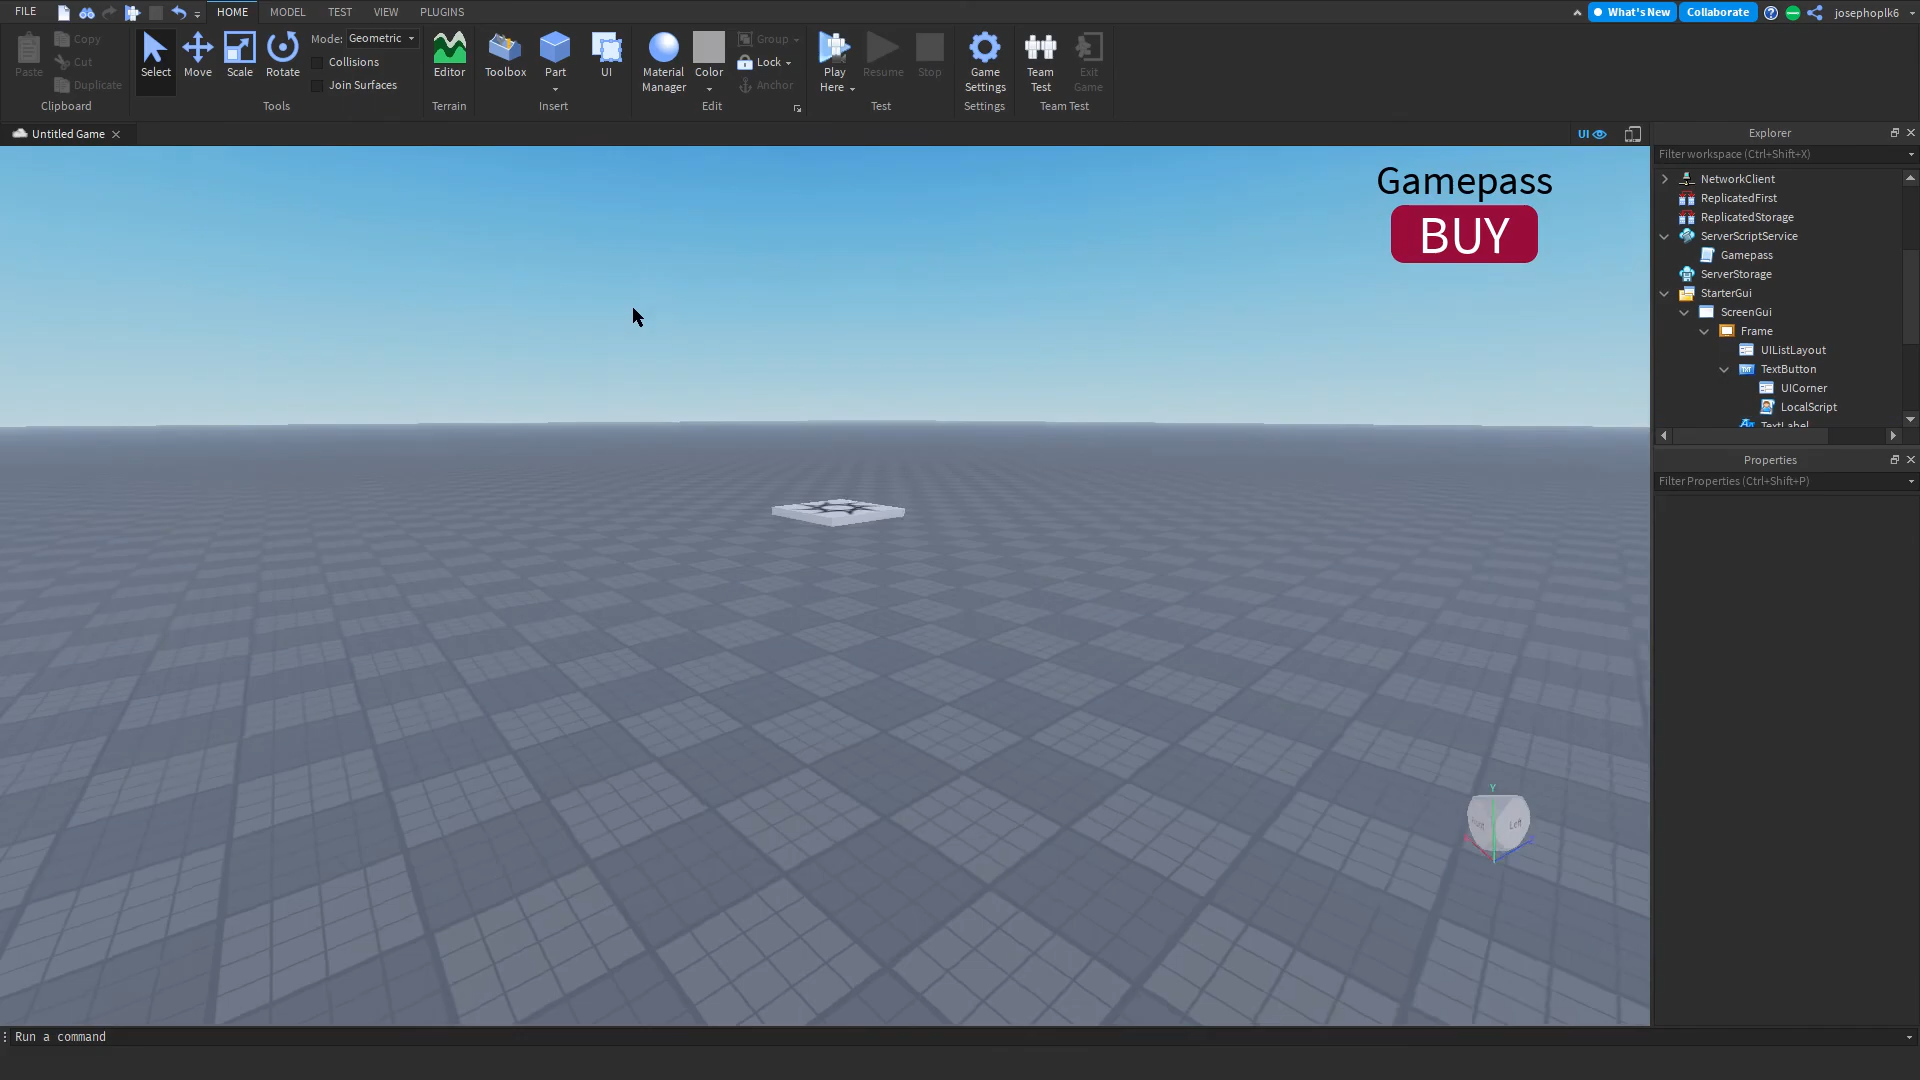 FILE
HOME
MODEL
TEST
VIEW
PLUGINS
What's New
Collaborate
josephoplk6
Paste
Copy
Cut
Duplicate
Clipboard
Select
Move
Scale
Rotate
Mode: Geometric
Collisions
Join Surfaces
Tools
Editor
Terrain
Toolbox
Part
UI
Insert
Material
Manager
Color
Group
Lock
Anchor
Edit
Play
Here
Resume
Stop
Test
Game
Settings
Settings
Team
Test
Exit
Game
Team Test
Untitled Game
UI
Gamepass
BUY
Y
Left
Explorer
Filter workspace (Ctrl+Shift+X)
NetworkClient
ReplicatedFirst
ReplicatedStorage
ServerScriptService
Gamepass
ServerStorage
StarterGui
ScreenGui
Frame
UIListLayout
TextButton
UICorner
LocalScript
TextLabel
Properties
Filter Properties (Ctrl+Shift+P)
Run a command